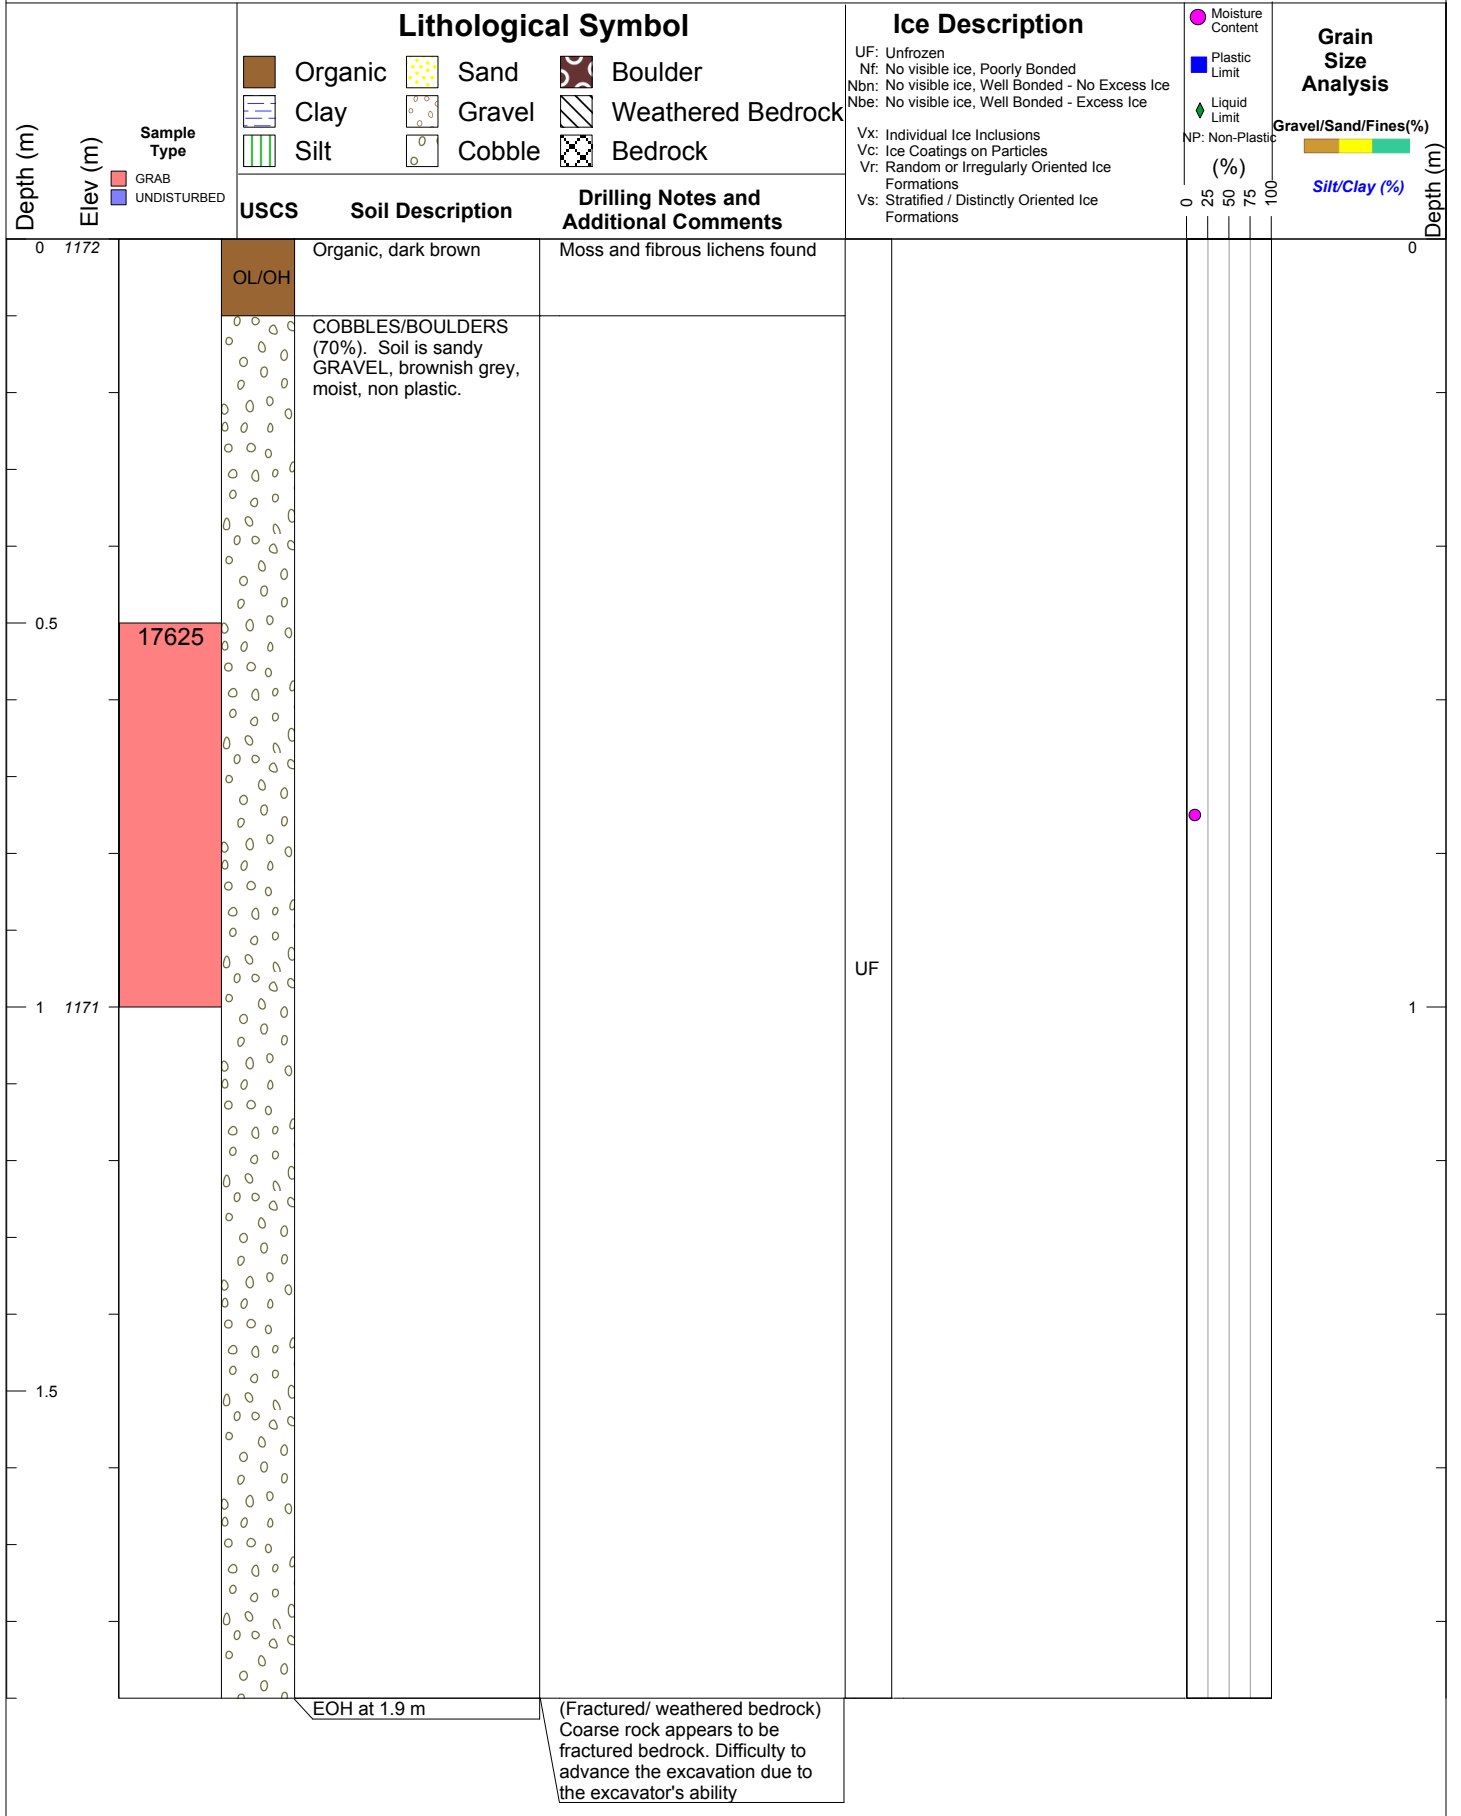 Lithological Symbol
Organic
Sand
Boulder
Clay
Gravel
Weathered Bedrock
Silt
Cobble
Bedrock
Ice Description
UF: Unfrozen
Nf: No visible ice, Poorly Bonded
Nbn: No visible ice, Well Bonded - No Excess Ice
Nbe: No visible ice, Well Bonded - Excess Ice
Vx: Individual Ice Inclusions
Vc: Ice Coatings on Particles
Vr: Random or Irregularly Oriented Ice
Formations
Vs: Stratified / Distinctly Oriented Ice
Formations
Moisture
Content
Plastic
Limit
Liquid
Limit
NP: Non-Plastic
(%)
0
25
50
75
100
Grain
Size
Analysis
Gravel/Sand/Fines(%)
Silt/Clay (%)
Depth (m)
Depth (m)
Elev (m)
Sample
Type
GRAB
UNDISTURBED
USCS
Soil Description
Drilling Notes and
Additional Comments
0
1172
OL/OH
Organic, dark brown
Moss and fibrous lichens found
0
COBBLES/BOULDERS
(70%). Soil is sandy
GRAVEL, brownish grey,
moist, non plastic.
0.5
17625
UF
1
1171
1
1.5
EOH at 1.9 m
(Fractured/ weathered bedrock)
Coarse rock appears to be
fractured bedrock. Difficulty to
advance the excavation due to
the excavator's ability